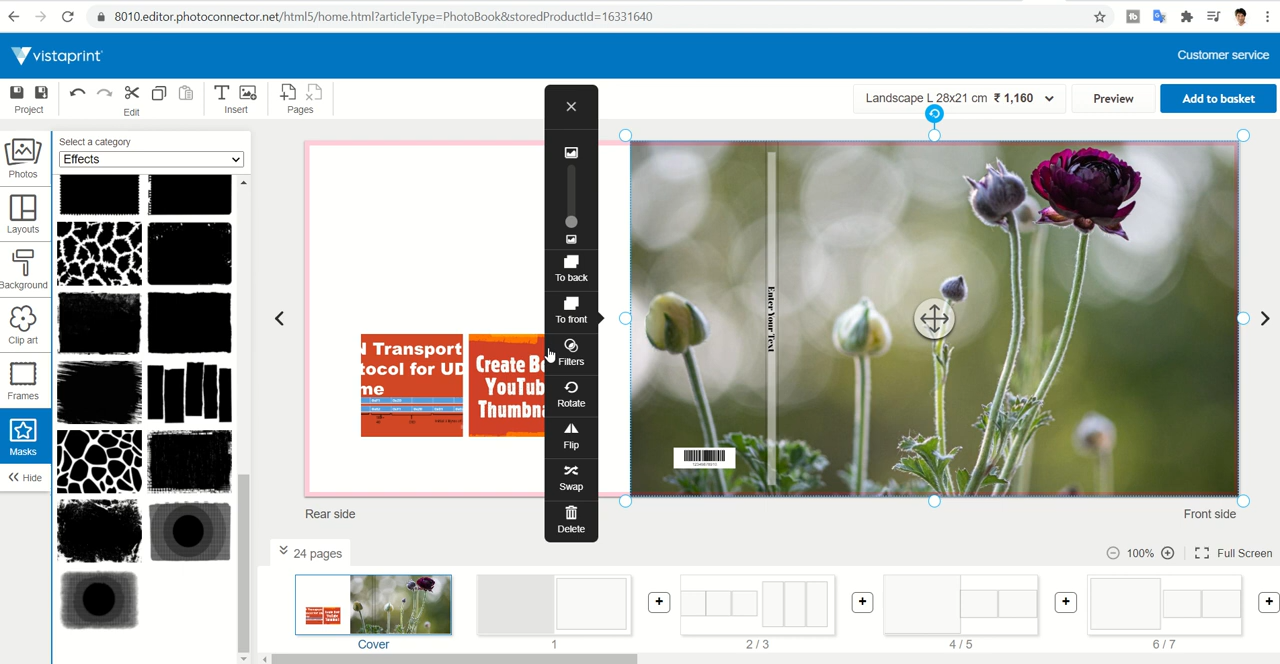 8010.editor.photoconnector.net/html5/home.html?articleType=PhotoBook&storedProductId=16331640
vistaprint
Customer service
Project
Edit
Insert
Pages
Landscape L 28x21 cm ₹ 1,160
Preview
Add to basket
Select a category
Effects
Photos
Layouts
Background
Clip art
Frames
Masks
Hide
To back
To front
Filters
Rotate
Flip
Swap
Delete
N Transport
tocol for UD
me
Create Be
YouTub
Thumbna
Enter Your Text
Rear side
Front side
24 pages
100%
Full Screen
Cover
1
2 / 3
4 / 5
6 / 7